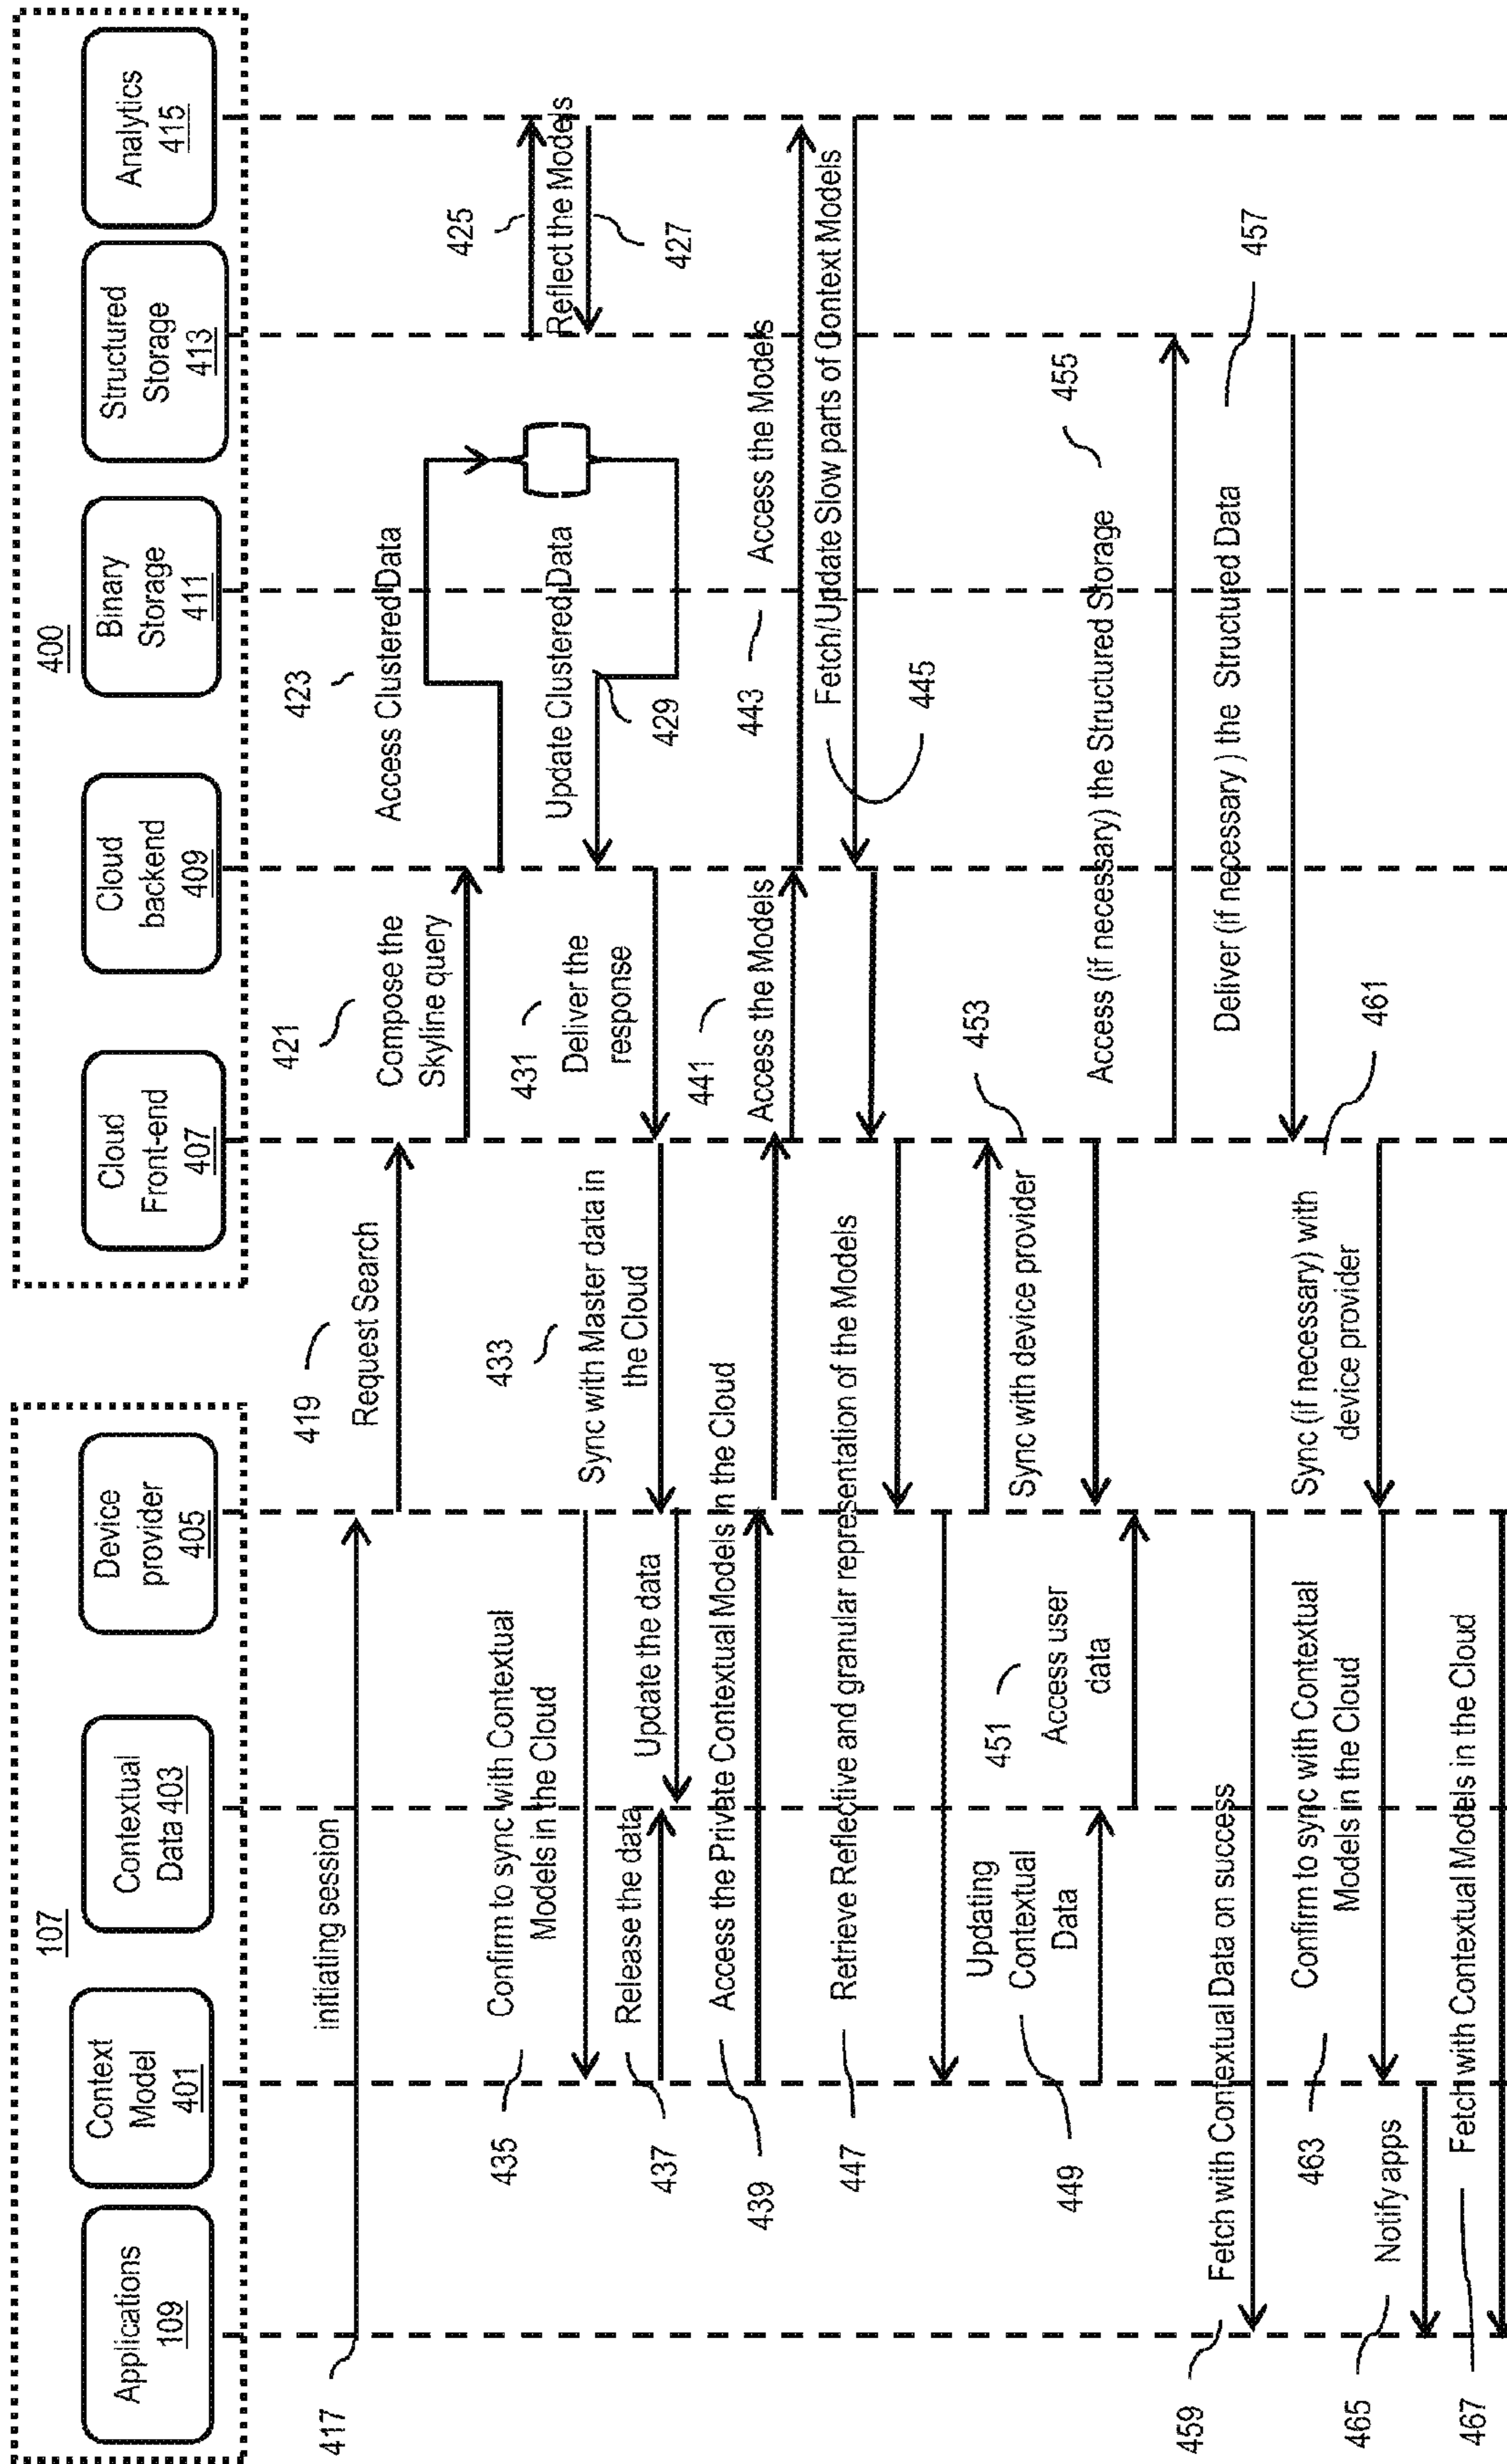 107
Applications
109
Context
Model
401
Contextual
Data 403
Device
provider
405
400
Cloud
Front-end
407
Cloud
backend
409
Binary
Storage
411
Structured
Storage
413
Analytics
415
417
initiating session
419
Request Search
421
Compose the
Skyline query
423
Access Clustered Data
425
Reflect the Models
427
Update Clustered Data
429
431
Deliver the
response
433
Sync with Master data in
the Cloud
435
Confirm to sync with Contextual
Models in the Cloud
437
Release the data
Update the data
439
Access the Private Contextual Models in the Cloud
441
Access the Models
443
Access the Models
Fetch/Update Slow parts of Context Models
445
447
Retrieve Reflective and granular representation of the Models
449
Updating
Contextual
Data
451
Access user
data
453
Sync with device provider
455
Access (if necessary) the Structured Storage
457
Deliver (if necessary ) the Structured Data
459
Fetch with Contextual Data on success
461
Sync (if necessary) with
device provider
463
Confirm to sync with Contextual
Models in the Cloud
465
Notify apps
467
Fetch with Contextual Models in the Cloud